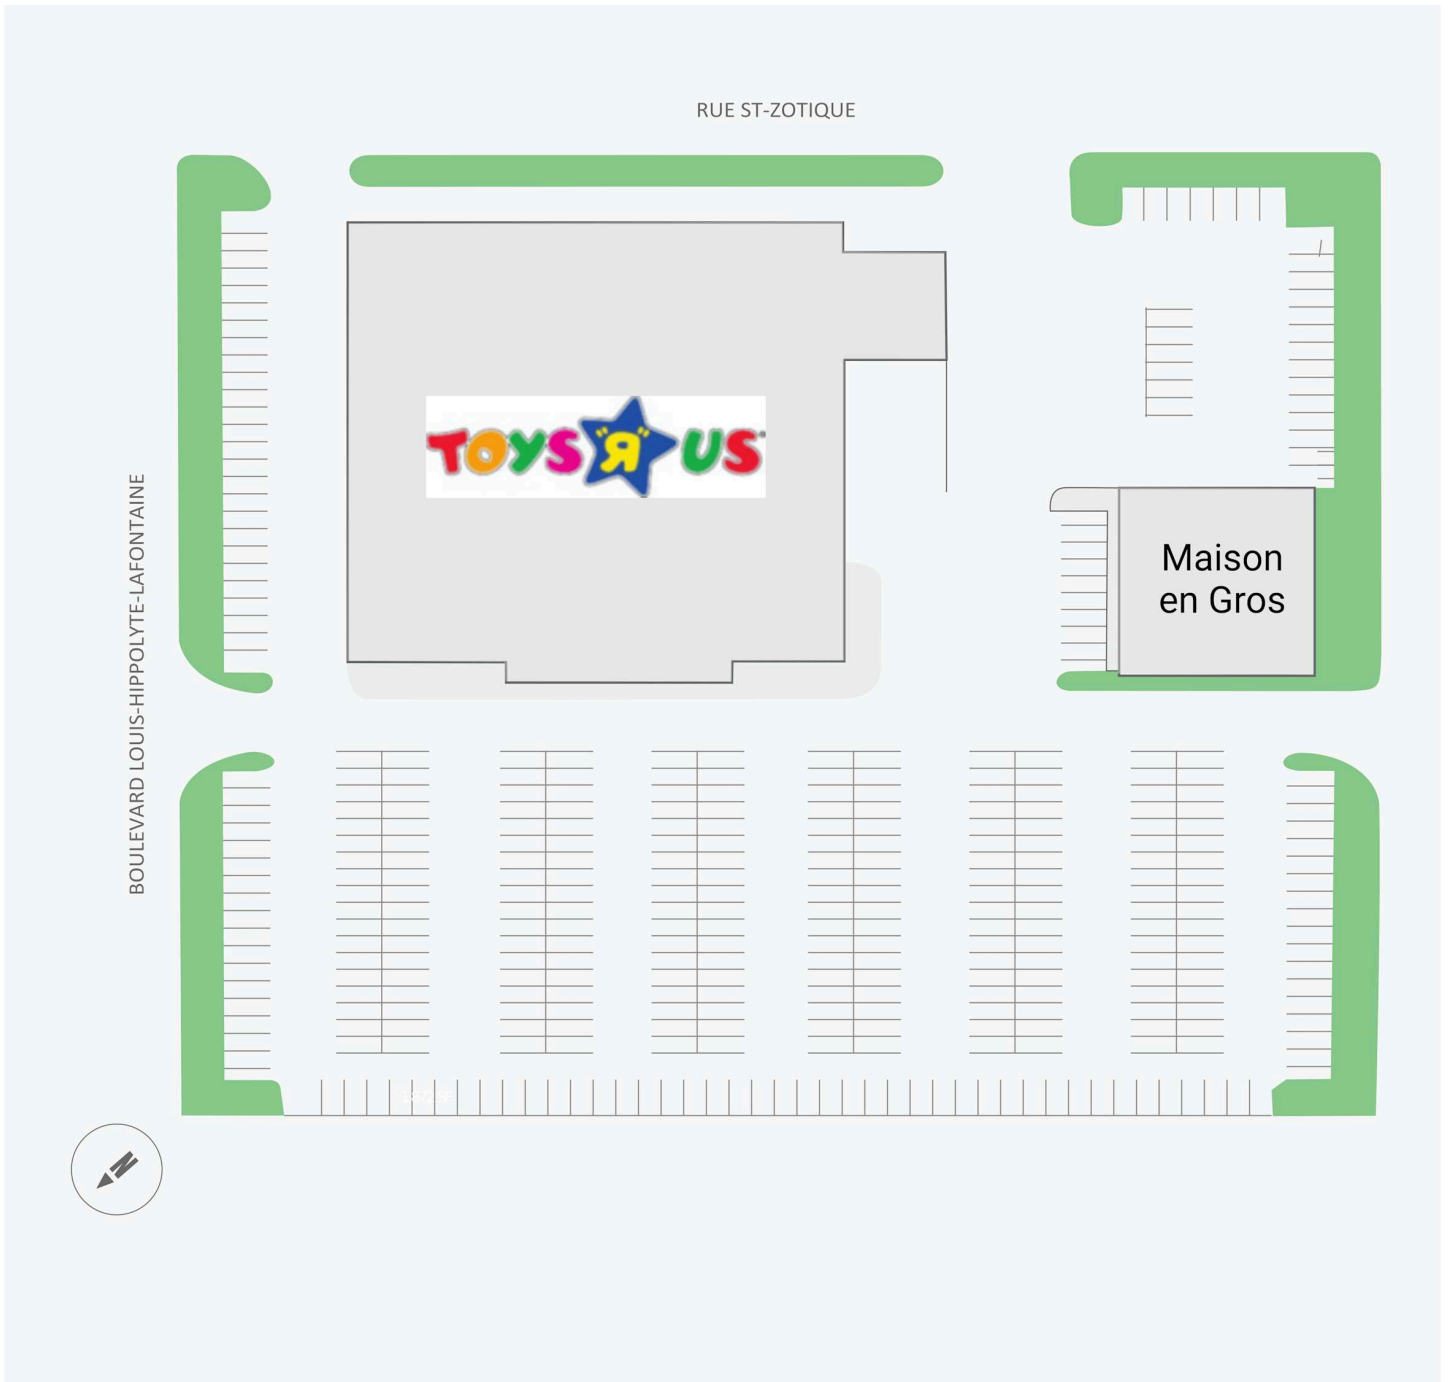 RUE ST-ZOTIQUE
TOYS R US
Maison
en Gros
BOULEVARD LOUIS-HIPPOLYTE-LAFONTAINE
N